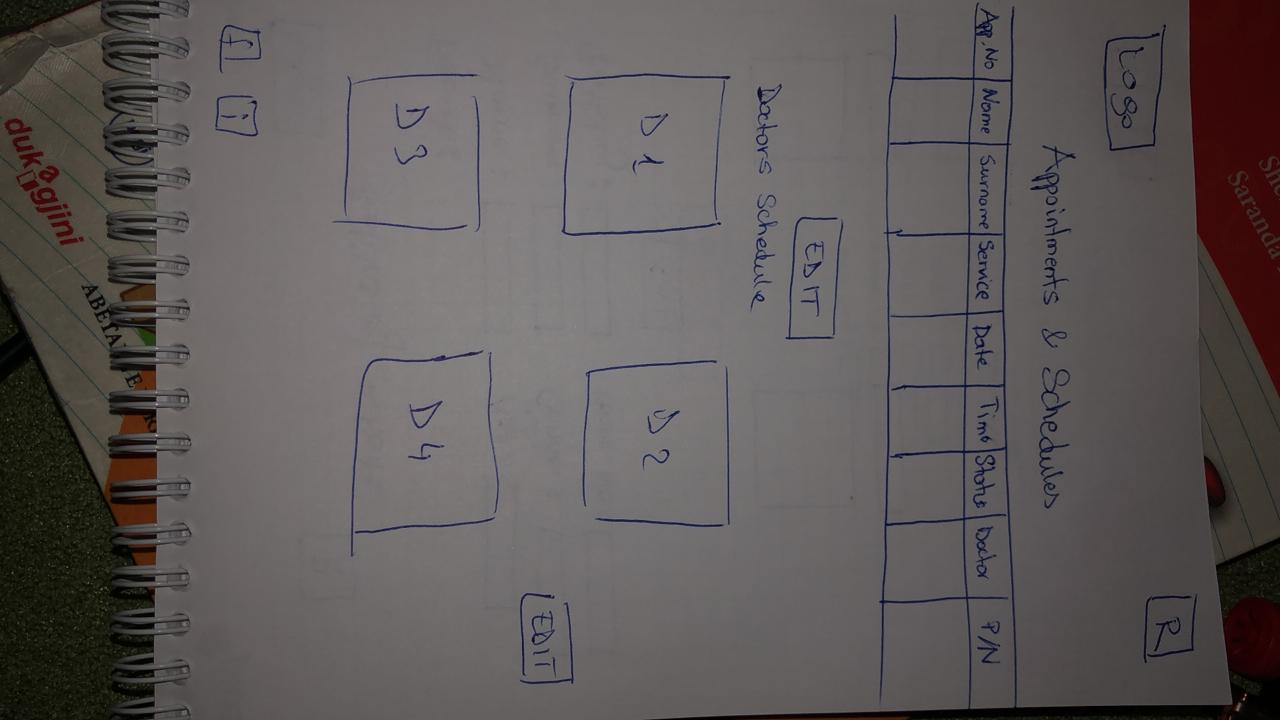 Logo
R
Appointments & Schedules
App.No Name Surname Service Date Time Status Doctor P/N
EDIT
Doctors Schedule
D1 D2
EDIT
D3 D4
f i
dukagjini
ABETA
Saranda